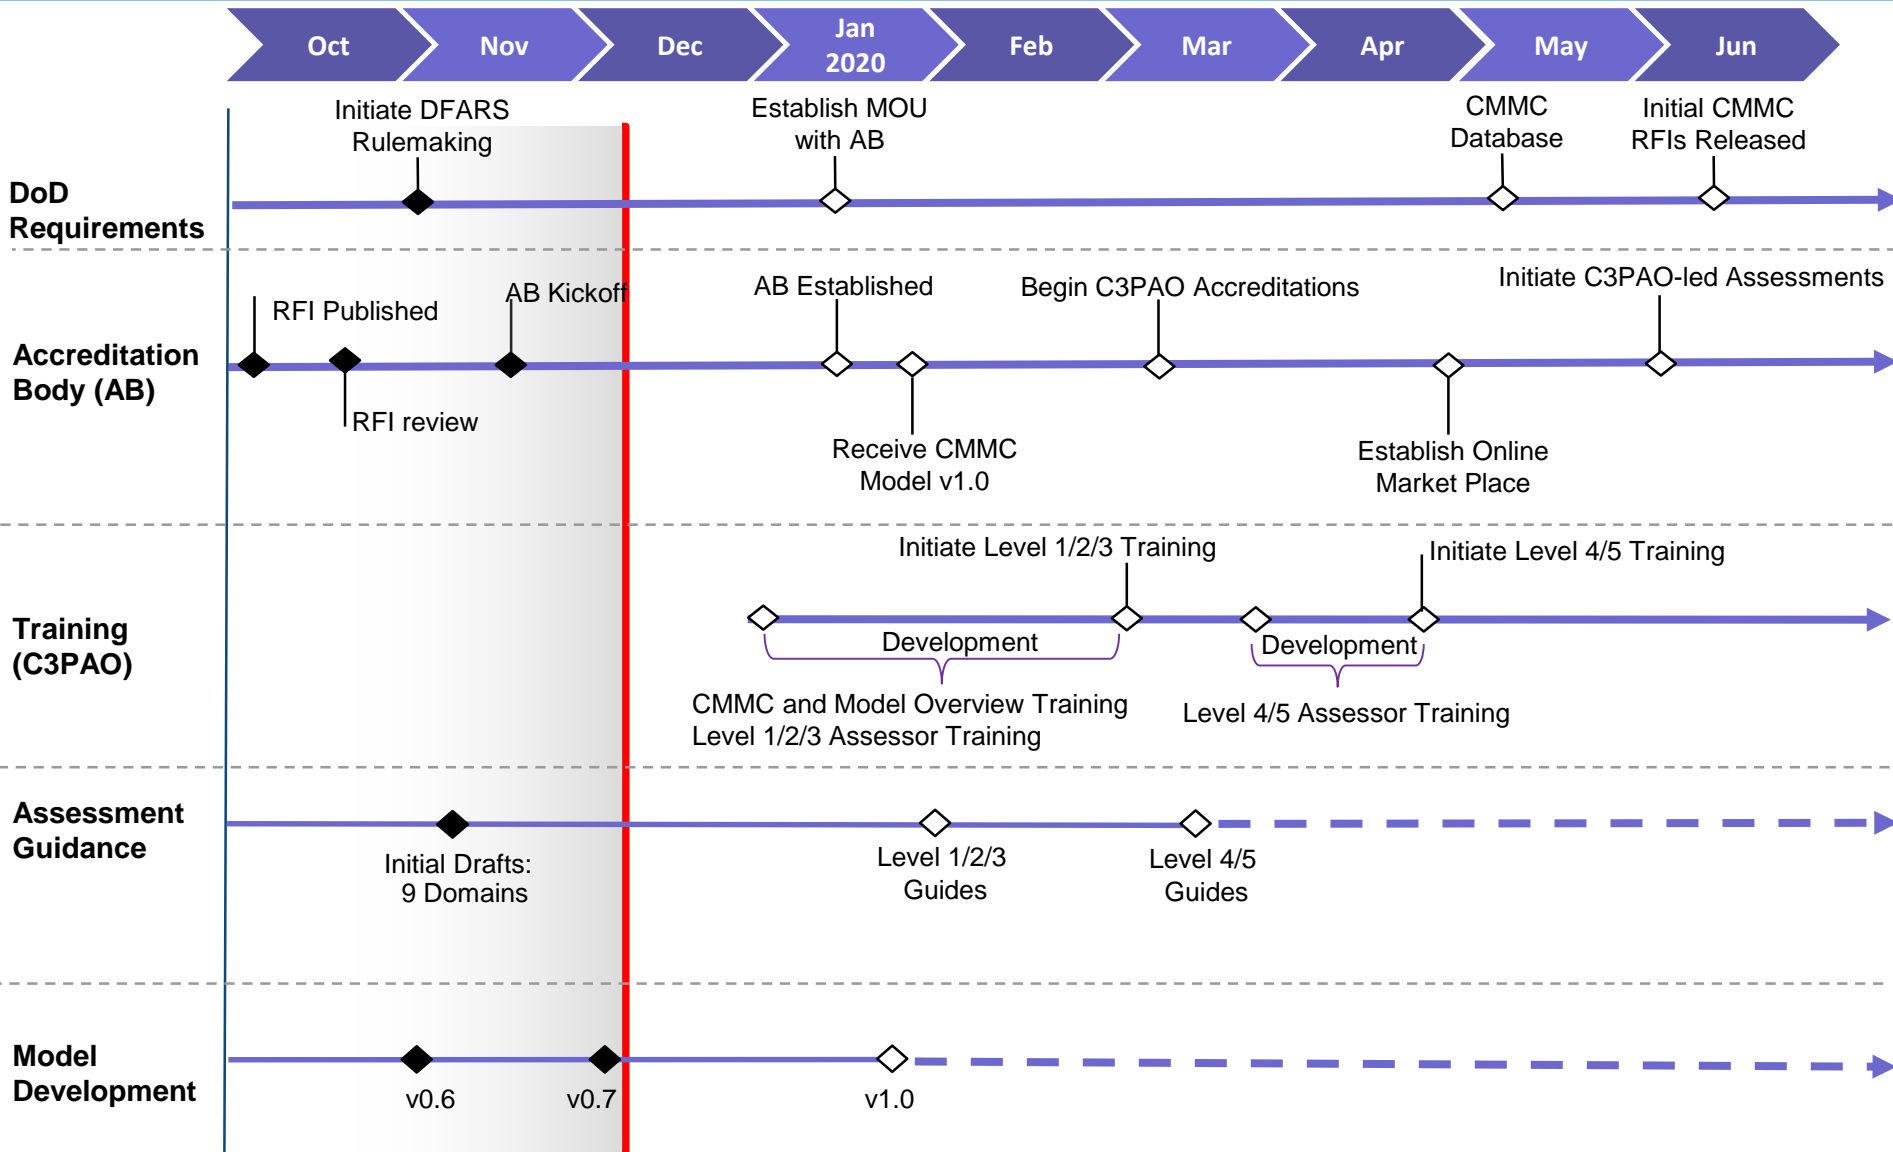 Oct
Nov
Dec
Jan
2020
Feb
Mar
Apr
May
Jun
DoD
Requirements
Initiate DFARS
Rulemaking
Establish MOU
with AB
CMMC
Database
Initial CMMC
RFIs Released
Accreditation
Body (AB)
RFI Published
RFI review
AB Kickoff
AB Established
Receive CMMC
Model v1.0
Begin C3PAO Accreditations
Establish Online
Market Place
Initiate C3PAO-led Assessments
Training
(C3PAO)
Initiate Level 1/2/3 Training
Initiate Level 4/5 Training
Development
Development
CMMC and Model Overview Training
Level 1/2/3 Assessor Training
Level 4/5 Assessor Training
Assessment
Guidance
Initial Drafts:
9 Domains
Level 1/2/3
Guides
Level 4/5
Guides
Model
Development
v0.6
v0.7
v1.0